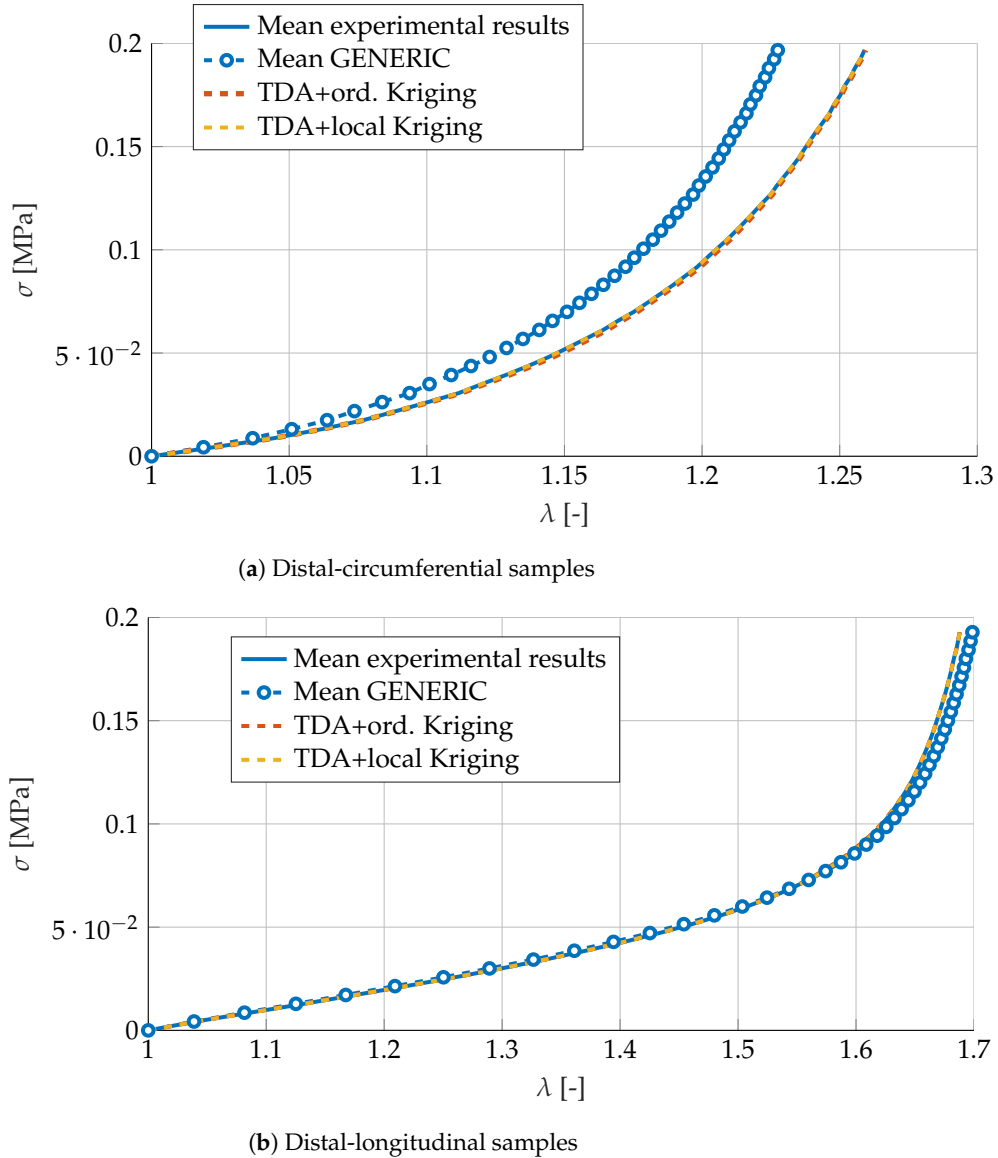 Mean experimental results
Mean GENERIC
TDA+ord. Kriging
TDA+local Kriging
0.2
0.15
0.1
5 · 10⁻²
0
σ [MPa]
1 1.05 1.1 1.15 1.2 1.25 1.3
λ [-]
(a) Distal-circumferential samples
Mean experimental results
Mean GENERIC
TDA+ord. Kriging
TDA+local Kriging
0.2
0.15
0.1
5 · 10⁻²
0
σ [MPa]
1 1.1 1.2 1.3 1.4 1.5 1.6 1.7
λ [-]
(b) Distal-longitudinal samples